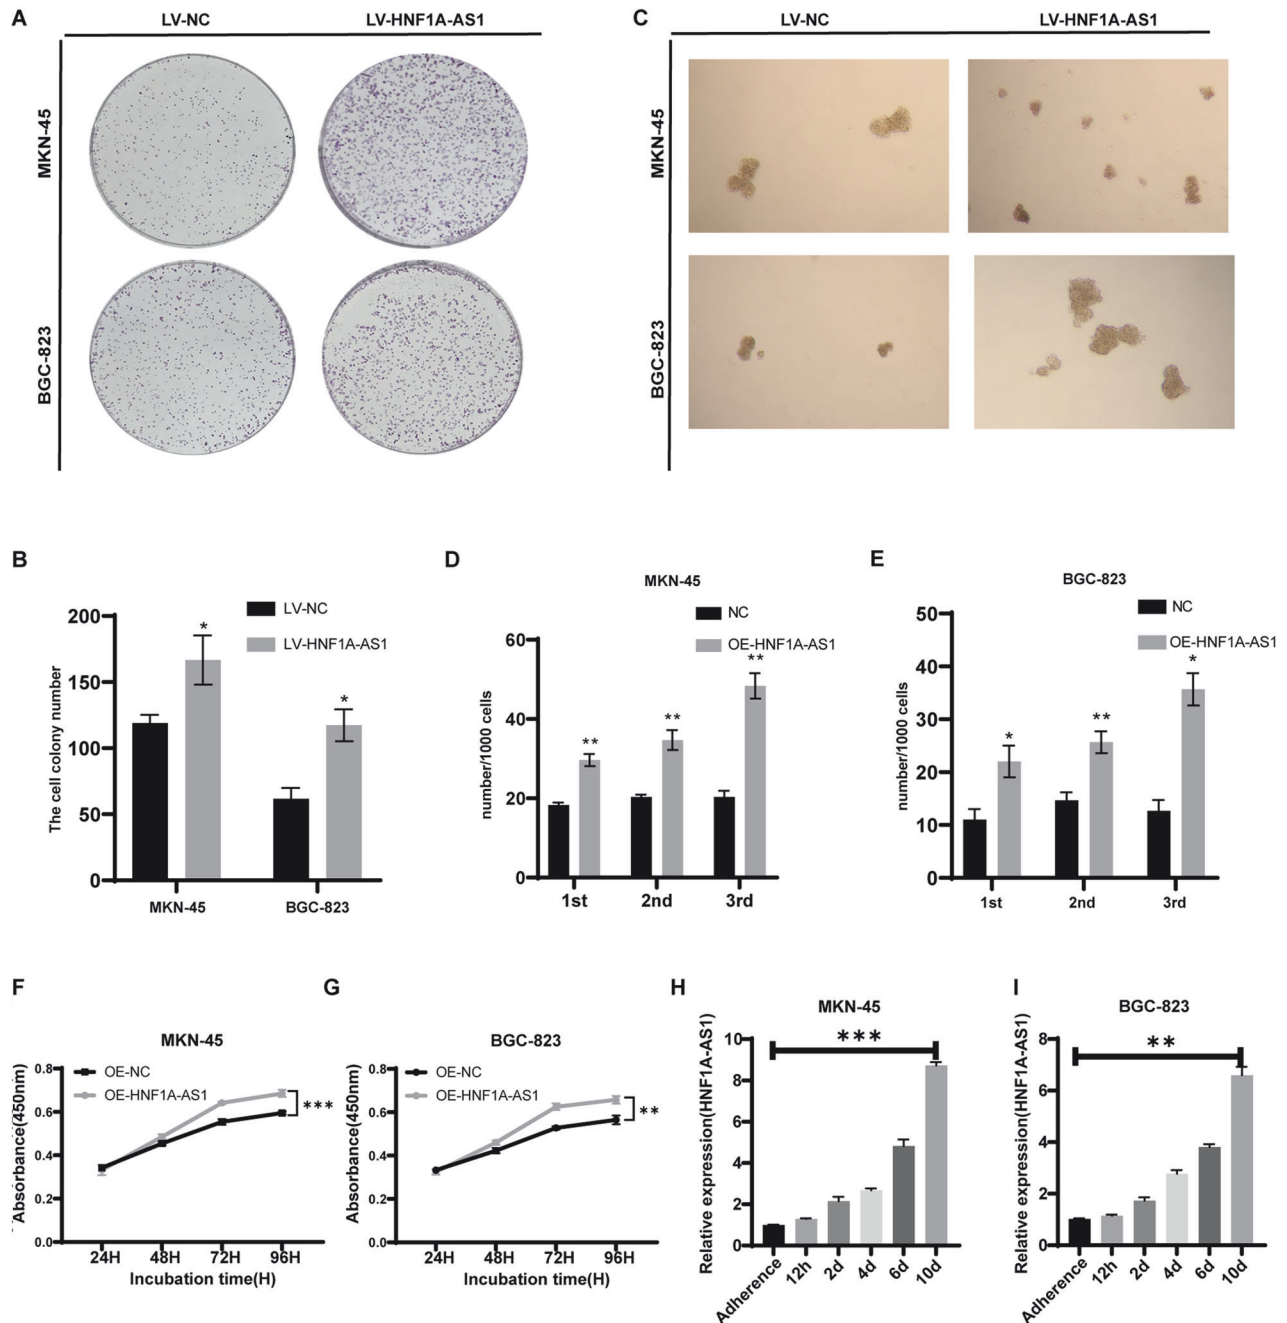 A
LV-NC
LV-HNF1A-AS1
MKN-45
BGC-823
C
LV-NC
LV-HNF1A-AS1
MKN-45
BGC-823
B
LV-NC
LV-HNF1A-AS1
The cell colony number
200
150
100
50
0
*
*
MKN-45
BGC-823
D
MKN-45
NC
OE-HNF1A-AS1
number/1000 cells
60
40
20
0
**
**
**
1st
2nd
3rd
E
BGC-823
NC
OE-HNF1A-AS1
number/1000 cells
50
40
30
20
10
0
*
**
*
1st
2nd
3rd
F
MKN-45
OE-NC
OE-HNF1A-AS1
Absorbance(450nm)
0.8
0.6
0.4
0.2
0.0
***
24H
48H
72H
96H
Incubation time(H)
G
BGC-823
OE-NC
OE-HNF1A-AS1
Absorbance(450nm)
0.8
0.6
0.4
0.2
0.0
**
24H
48H
72H
96H
Incubation time(H)
H
MKN-45
Relative expression(HNF1A-AS1)
10
8
6
4
2
0
***
Adherence
12h
2d
4d
6d
10d
I
BGC-823
Relative expression(HNF1A-AS1)
8
6
4
2
0
**
Adherence
12h
2d
4d
6d
10d